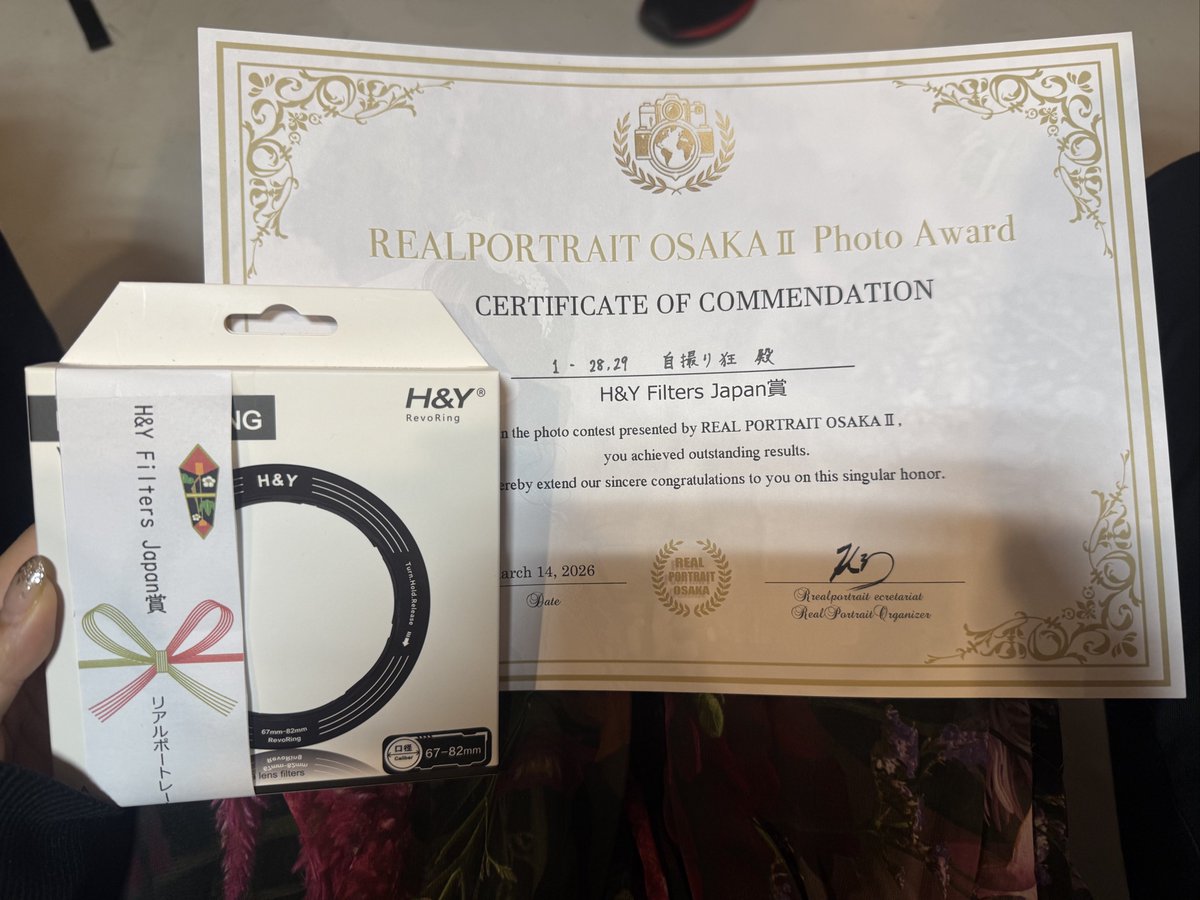 REALPORTRAIT OSAKA Ⅱ Photo Award
CERTIFICATE OF COMMENDATION
1 - 28,29 自撮り狂 殿
H&Y Filters Japan賞
n the photo contest presented by REAL PORTRAIT OSAKA Ⅱ,
you achieved outstanding results.
ereby extend our sincere congratulations to you on this singular honor.
arch 14, 2026
Date
REAL
PORTRAIT
OSAKA
Rrealportrait ecretariat
Real Portrait Organizer
H&Y®
RevoRing
NG
H&Y Filters Japan賞
リアルポートレー
H&Y
Turn.Hold.Release
67mm-82mm
RevoRing
lens filters
口径
Caliber
67-82mm